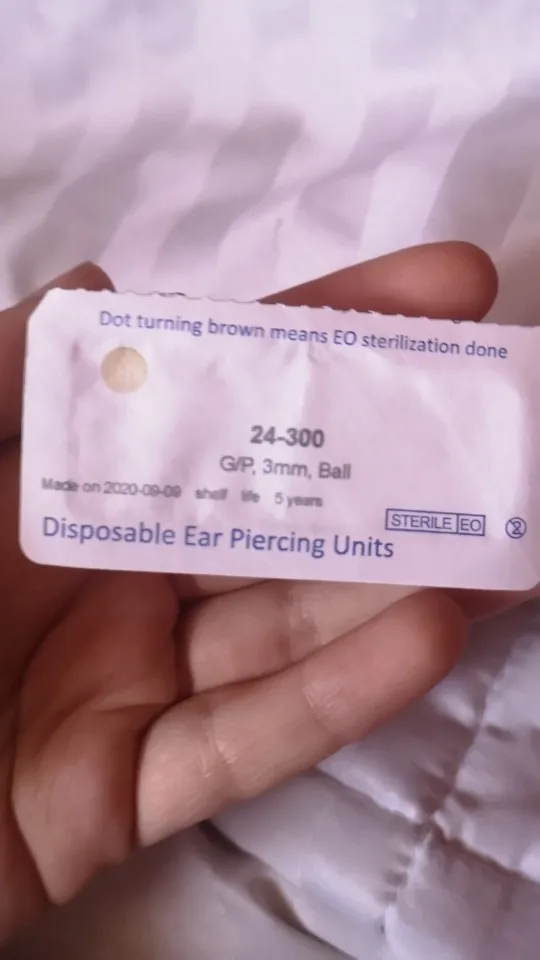 Dot turning brown means EO sterilization done
24-300
G/P, 3mm, Ball
Made on 2020-09-09 shelf life 5 years
STERILE EO
2
Disposable Ear Piercing Units